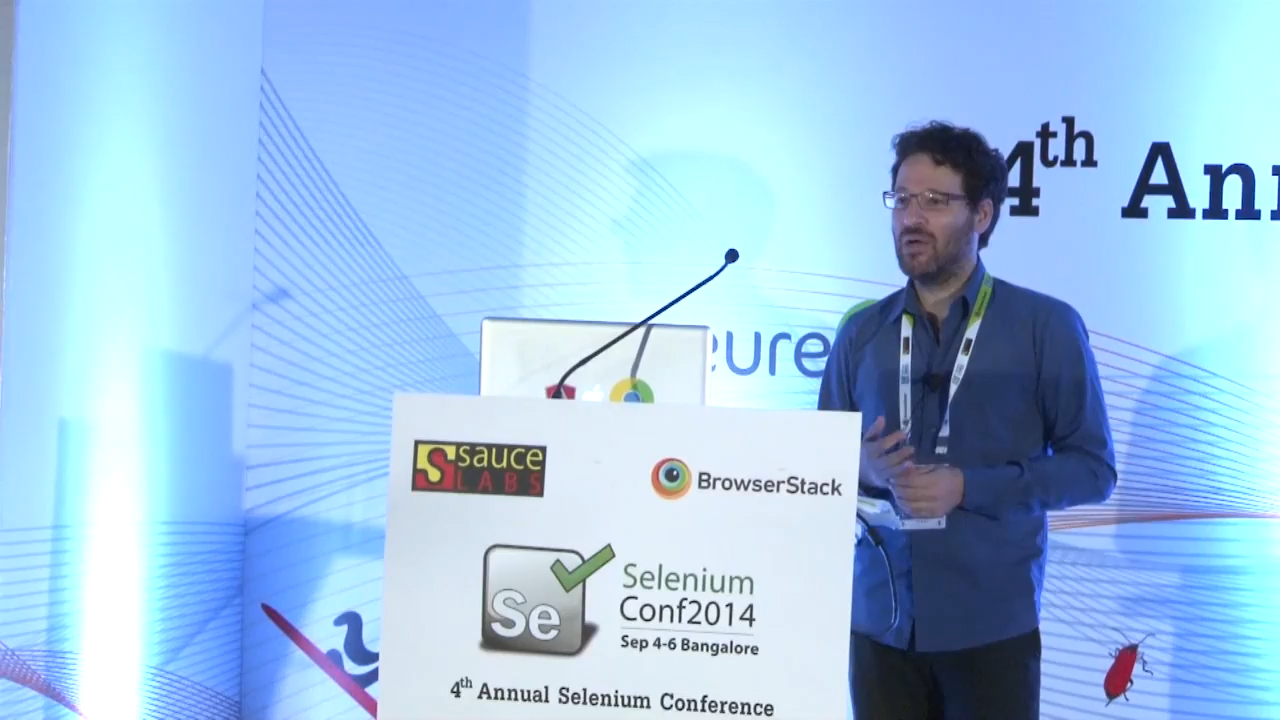 4th Ann
eure
sauce
LABS
BrowserStack
Se
Selenium
Conf2014
Sep 4-6 Bangalore
4th Annual Selenium Conference